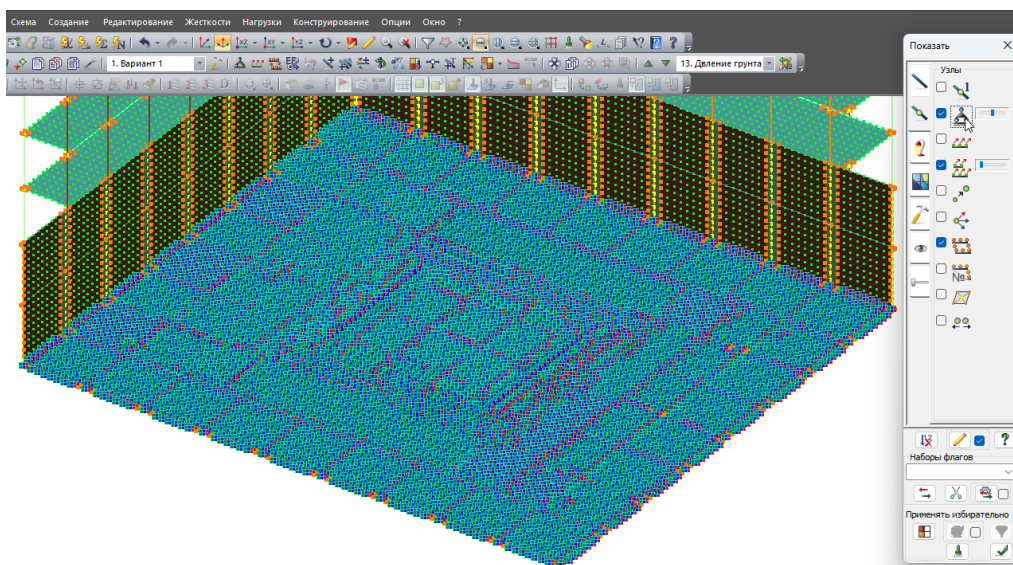 Схема Создание Редактирование Жесткости Нагрузки Конструирование Опции Окно ?
1. Вариант 1
13. Двление грунта
Показать
Узлы
№
Наборы флагов
Применять избирательно